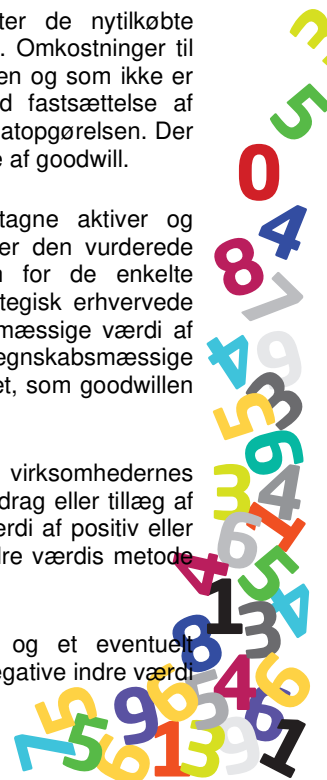 ter de nytilkøbte
. Omkostninger til
en og som ikke er
d fastsættelse af
atopgørelsen. Der
e af goodwill.
tagne aktiver og
er den vurderede
n for de enkelte
tegisk erhvervede
mæssige værdi af
egnskabsmæssige
et, som goodwillen
virksomhedernes
drag eller tillæg af
ærdi af positiv eller
dre værdis metode
og et eventuelt
egative indre værdi